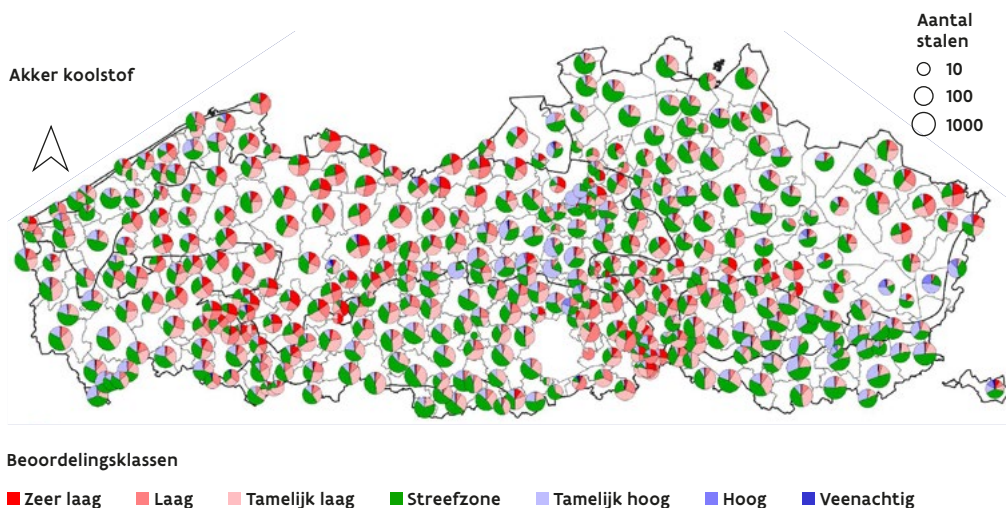 Akker koolstof
Aantal
stalen
10
100
1000
Beoordelingsklassen
Zeer laag
Laag
Tamelijk laag
Streefzone
Tamelijk hoog
Hoog
Veenachtig